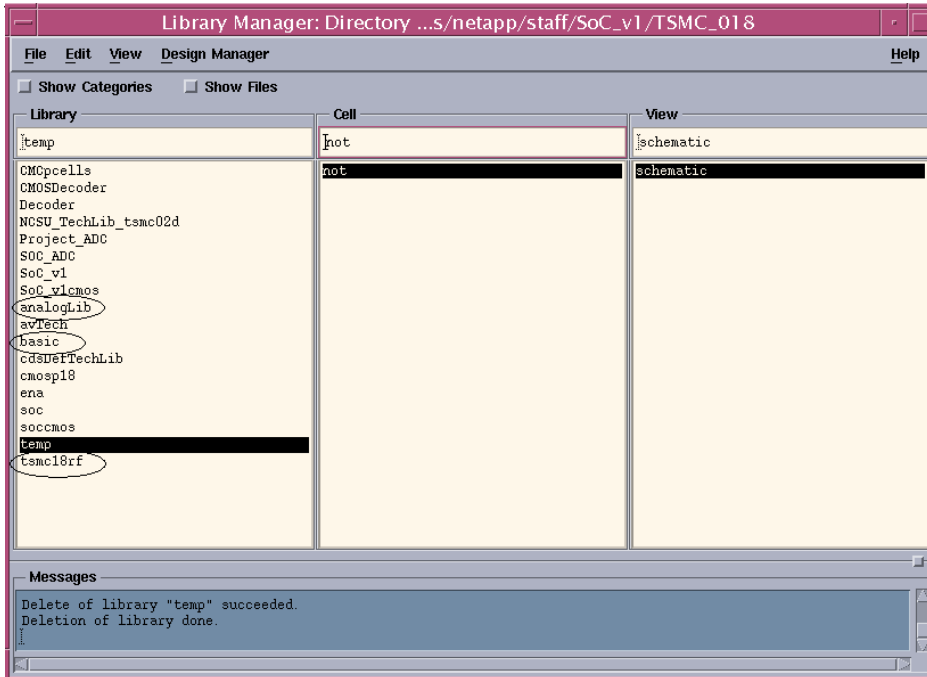 Library Manager: Directory ...s/netapp/staff/SoC_v1/TSMC_018
File Edit View Design Manager Help
Show Categories Show Files
Library Cell View
temp not schematic
CMCpcells not schematic
CMOSDecoder
Decoder
NCSU_TechLib_tsmc02d
Project_ADC
SOC_ADC
SoC_v1
SoC_v1cmos
analogLib
avTech
basic
cdsDefTechLib
cmosp18
ena
soc
soccmos
temp
tsmc18rf
Messages
Delete of library "temp" succeeded.
Deletion of library done.